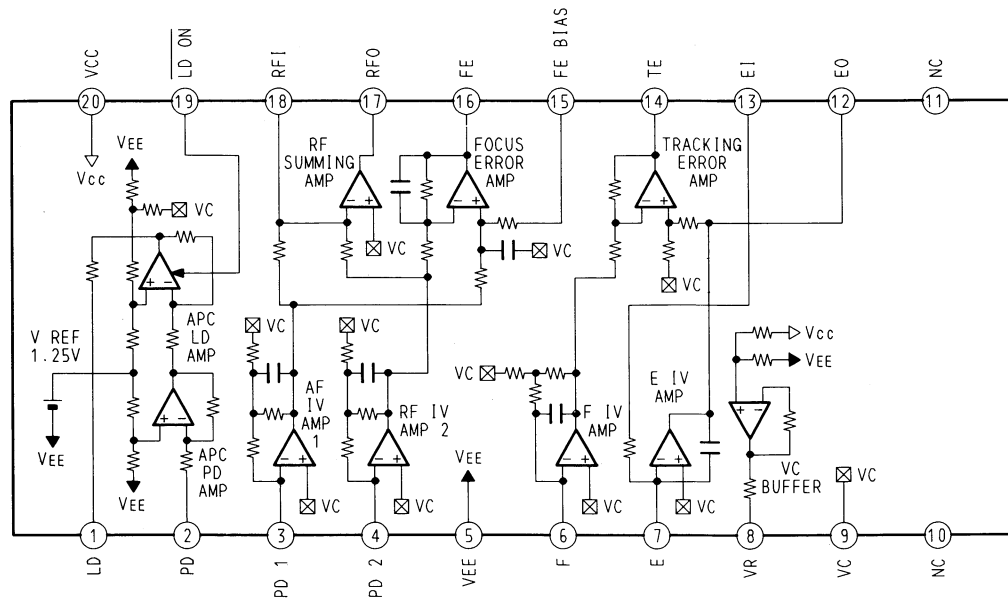 VCC
LD ON
RFI
RFO
FE
FE BIAS
TE
EI
EO
NC
20
19
18
17
16
15
14
13
12
11
VEE
Vcc
VC
RF
SUMMING
AMP
FOCUS
ERROR
AMP
VC
VC
TRACKING
ERROR
AMP
VC
V REF
1.25V
APC
LD
AMP
VC
VC
VC
Vcc
VEE
VEE
VEE
APC
PD
AMP
AF
IV
AMP
1
VC
RF IV
AMP 2
VC
VEE
F IV
AMP
VC
E IV
AMP
VC
VC
BUFFER
VC
1
2
3
4
5
6
7
8
9
10
LD
PD
PD 1
PD 2
VEE
F
E
VR
VC
NC